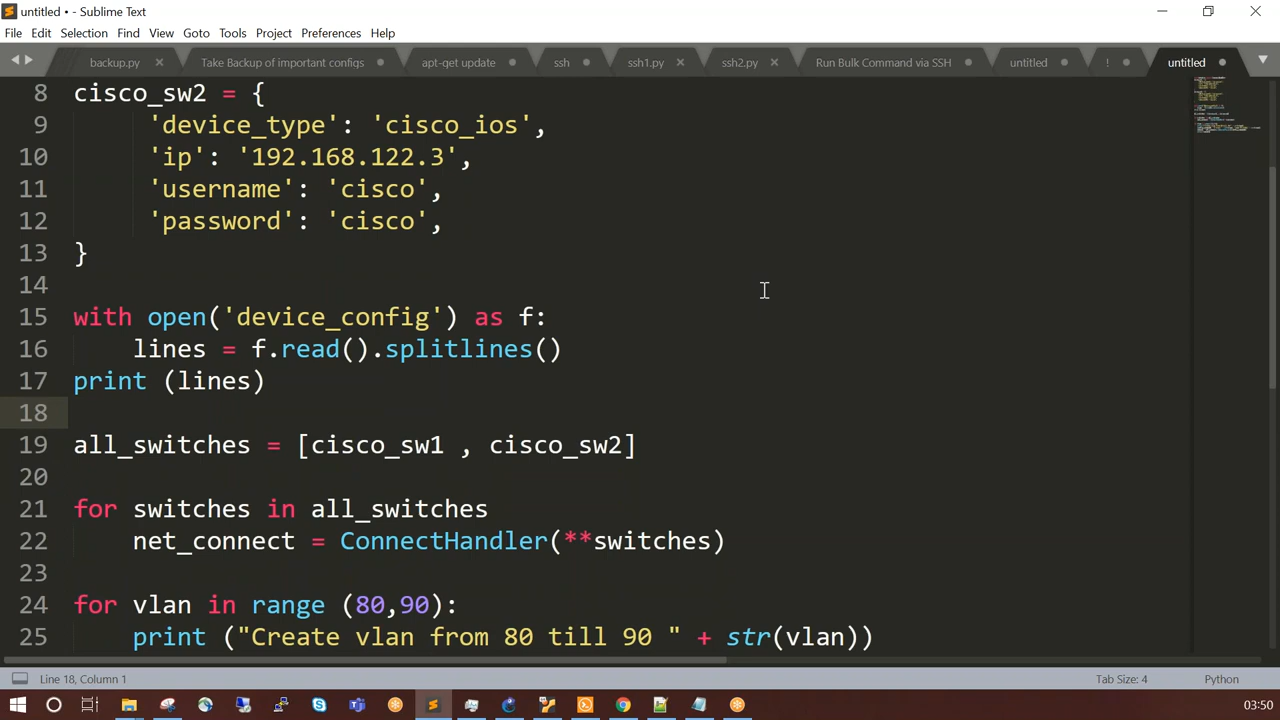 untitled • - Sublime Text
File Edit Selection Find View Goto Tools Project Preferences Help
backup.py Take Backup of important configs apt-get update ssh ssh1.py ssh2.py Run Bulk Command via SSH untitled ! untitled
8 cisco_sw2 = {
9 'device_type': 'cisco_ios',
10 'ip': '192.168.122.3',
11 'username': 'cisco',
12 'password': 'cisco',
13 }
14
15 with open('device_config') as f:
16 lines = f.read().splitlines()
17 print (lines)
18
19 all_switches = [cisco_sw1 , cisco_sw2]
20
21 for switches in all_switches
22 net_connect = ConnectHandler(**switches)
23
24 for vlan in range (80,90):
25 print ("Create vlan from 80 till 90 " + str(vlan))
Line 18, Column 1 Tab Size: 4 Python
03:50